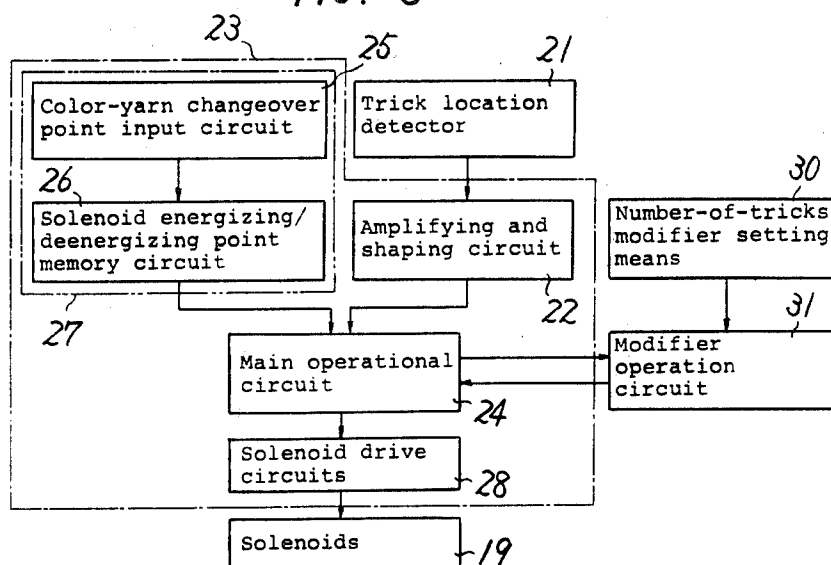 23
25
21
Color-yarn changeover
point input circuit
Trick location
detector
26
30
Solenoid energizing/
deenergizing point
memory circuit
Amplifying and
shaping circuit
Number-of-tricks
modifier setting
means
27
22
31
Main operational
circuit
Modifier
operation
circuit
24
Solenoid drive
circuits
28
Solenoids
19